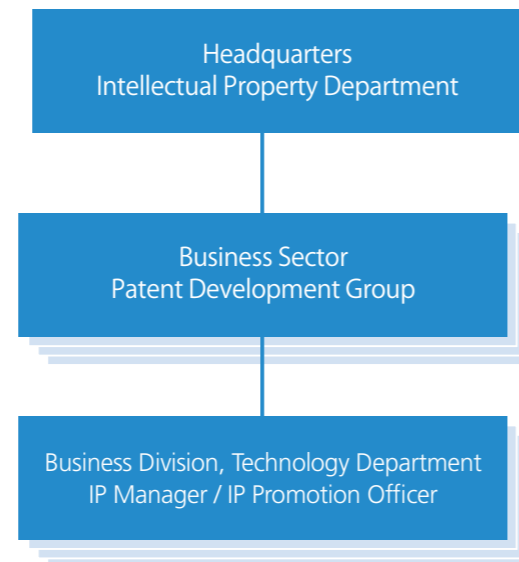 Headquarters
Intellectual Property Department
Business Sector
Patent Development Group
Business Division, Technology Department
IP Manager / IP Promotion Officer